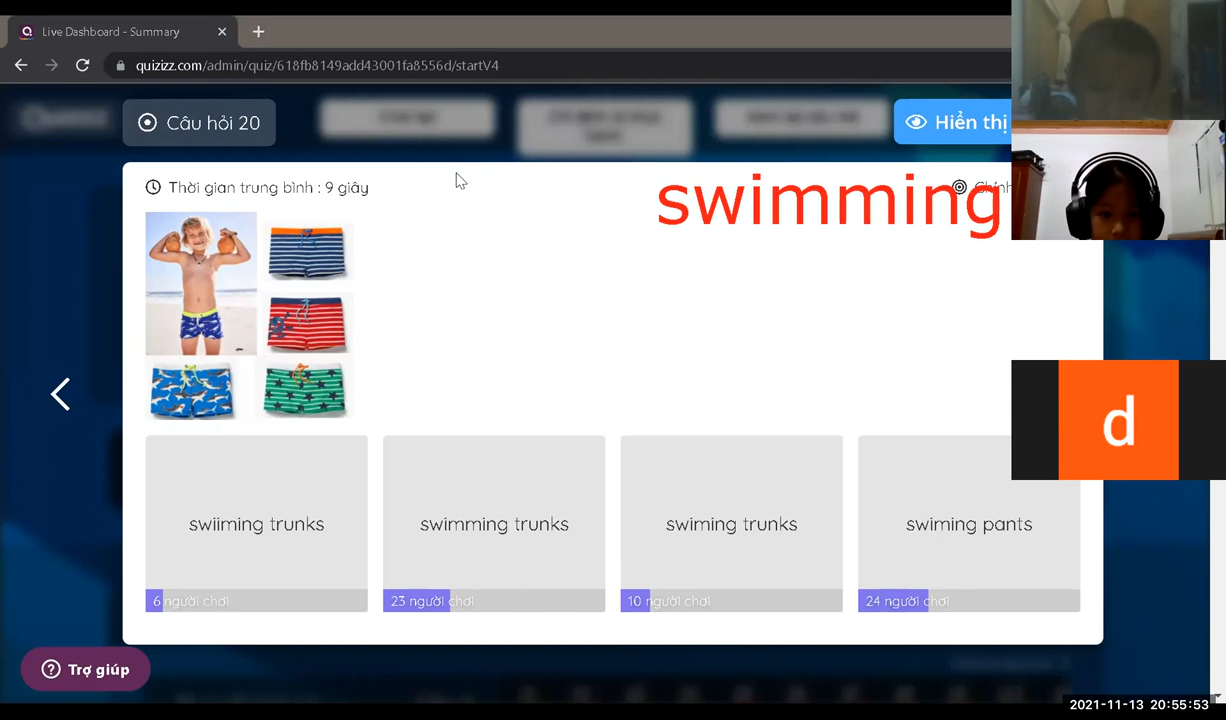 Live Dashboard - Summary
quizizz.com/admin/quiz/618fb8149add43001fa8556d/startV4
Câu hỏi 20
Hiển thị
Thời gian trung bình : 9 giây
swimming
swiiming trunks
swimming trunks
swiming trunks
swiming pants
6 người chơi
23 người chơi
10 người chơi
24 người chơi
d
Trợ giúp
2021-11-13 20:55:53